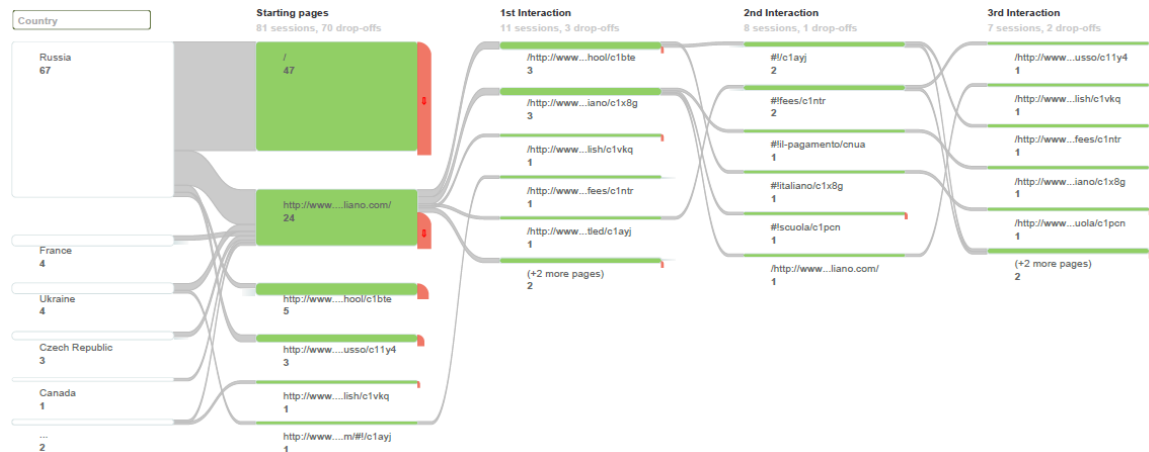 Country
Russia
67
France
4
Ukraine
4
Czech Republic
3
Canada
1
...
2
Starting pages
81 sessions, 70 drop-offs
/
47
http://www....liano.com/
24
http://www....hool/c1bte
5
http://www....usso/c11y4
3
http://www....lish/c1vkq
1
http://www....m/#!/c1ayj
1
1st Interaction
11 sessions, 3 drop-offs
/http://www...hool/c1bte
3
/http://www...iano/c1x8g
3
/http://www...lish/c1vkq
1
/http://www...fees/c1ntr
1
/http://www...tled/c1ayj
1
(+2 more pages)
2
2nd Interaction
8 sessions, 1 drop-offs
#!/c1ayj
2
#!fees/c1ntr
2
#!il-pagamento/cnua
1
#!italiano/c1x8g
1
#!scuola/c1pcn
1
/http://www...liano.com/
1
3rd Interaction
7 sessions, 2 drop-offs
/http://www...usso/c11y4
1
/http://www...lish/c1vkq
1
/http://www...fees/c1ntr
1
/http://www...iano/c1x8g
1
/http://www...uola/c1pcn
1
(+2 more pages)
2